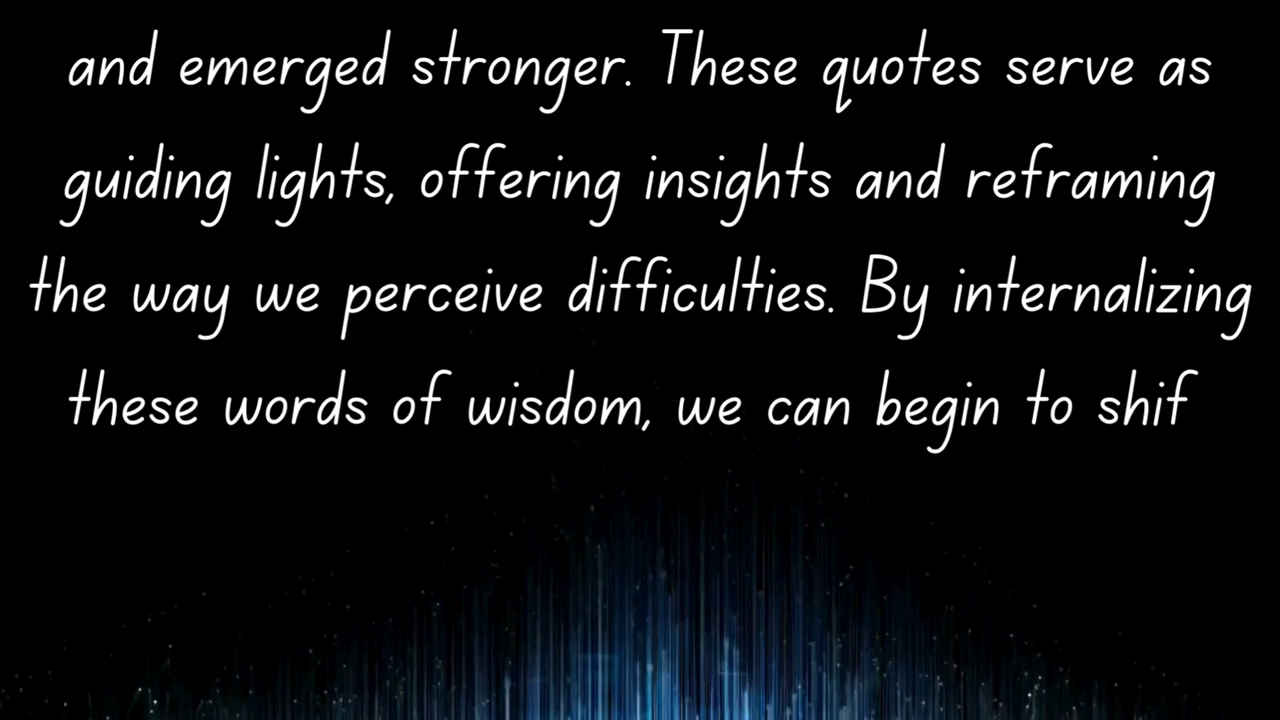 and emerged stronger. These quotes serve as
guiding lights, offering insights and reframing
the way we perceive difficulties. By internalizing
these words of wisdom, we can begin to shif